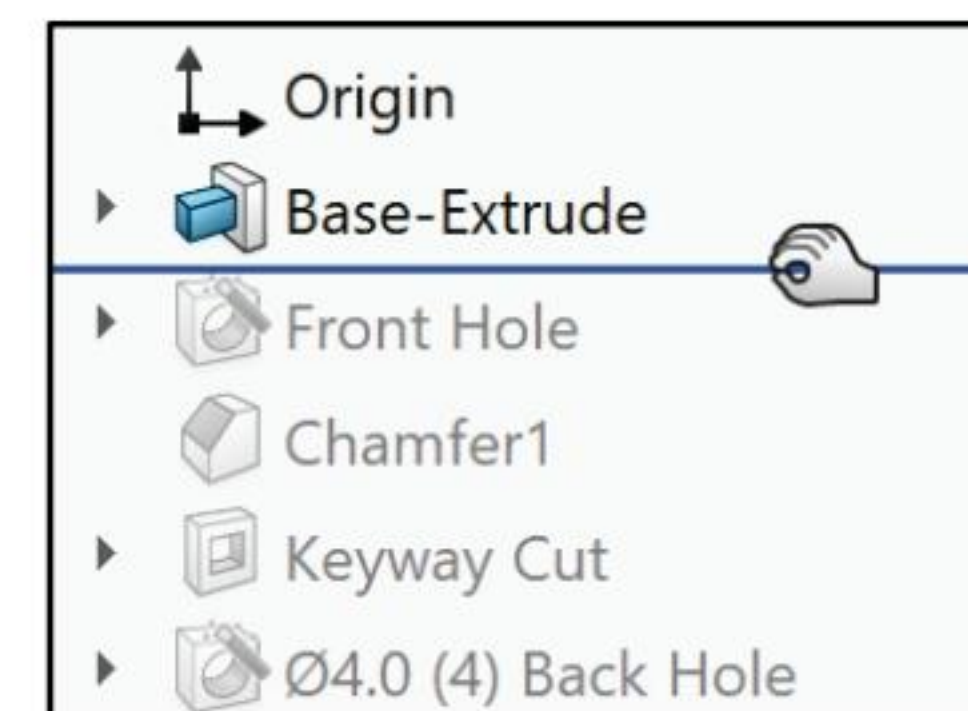 Origin
Base-Extrude
Front Hole
Chamfer1
Keyway Cut
Ø4.0 (4) Back Hole